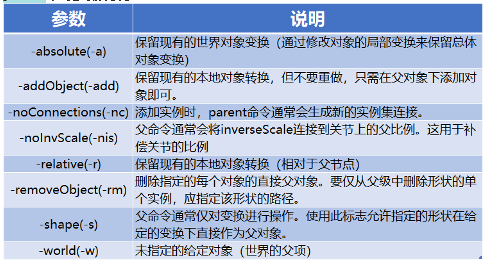 参数 说明
-absolute(-a) 保留现有的世界对象变换（通过修改对象的局部变换来保留总体
对象变换）
-addObject(-add) 保留现有的本地对象转换，但不要重做，只需在父对象下添加对
象即可。
-noConnections(-nc) 添加实例时，parent命令通常会生成新的实例集连接。
-noInvScale(-nis) 父命令通常会将inverseScale连接到关节上的父比例。这用于补
偿关节的比例
-relative(-r) 保留现有的本地对象转换（相对于父节点）
-removeObject(-rm) 删除指定的每个对象的直接父对象。要仅从父级中删除形状的单
个实例，应指定该形状的路径。
-shape(-s) 父命令通常仅对变换进行操作。使用此标志允许指定的形状在给
定的变换下直接作为父对象。
-world(-w) 未指定的给定对象（世界的父项）